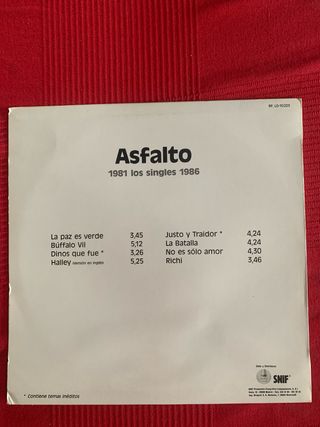 Asfalto
1981 los singles 1986
La paz es verde 3,45
Búffalo Vil 5,12
Dinos que fue * 3,26
Halley 5,25
Justo y Traidor * 4,24
La Batalla 4,24
No es sólo amor 4,30
Richi 3,46
SNIF
* Contiene temas inéditos